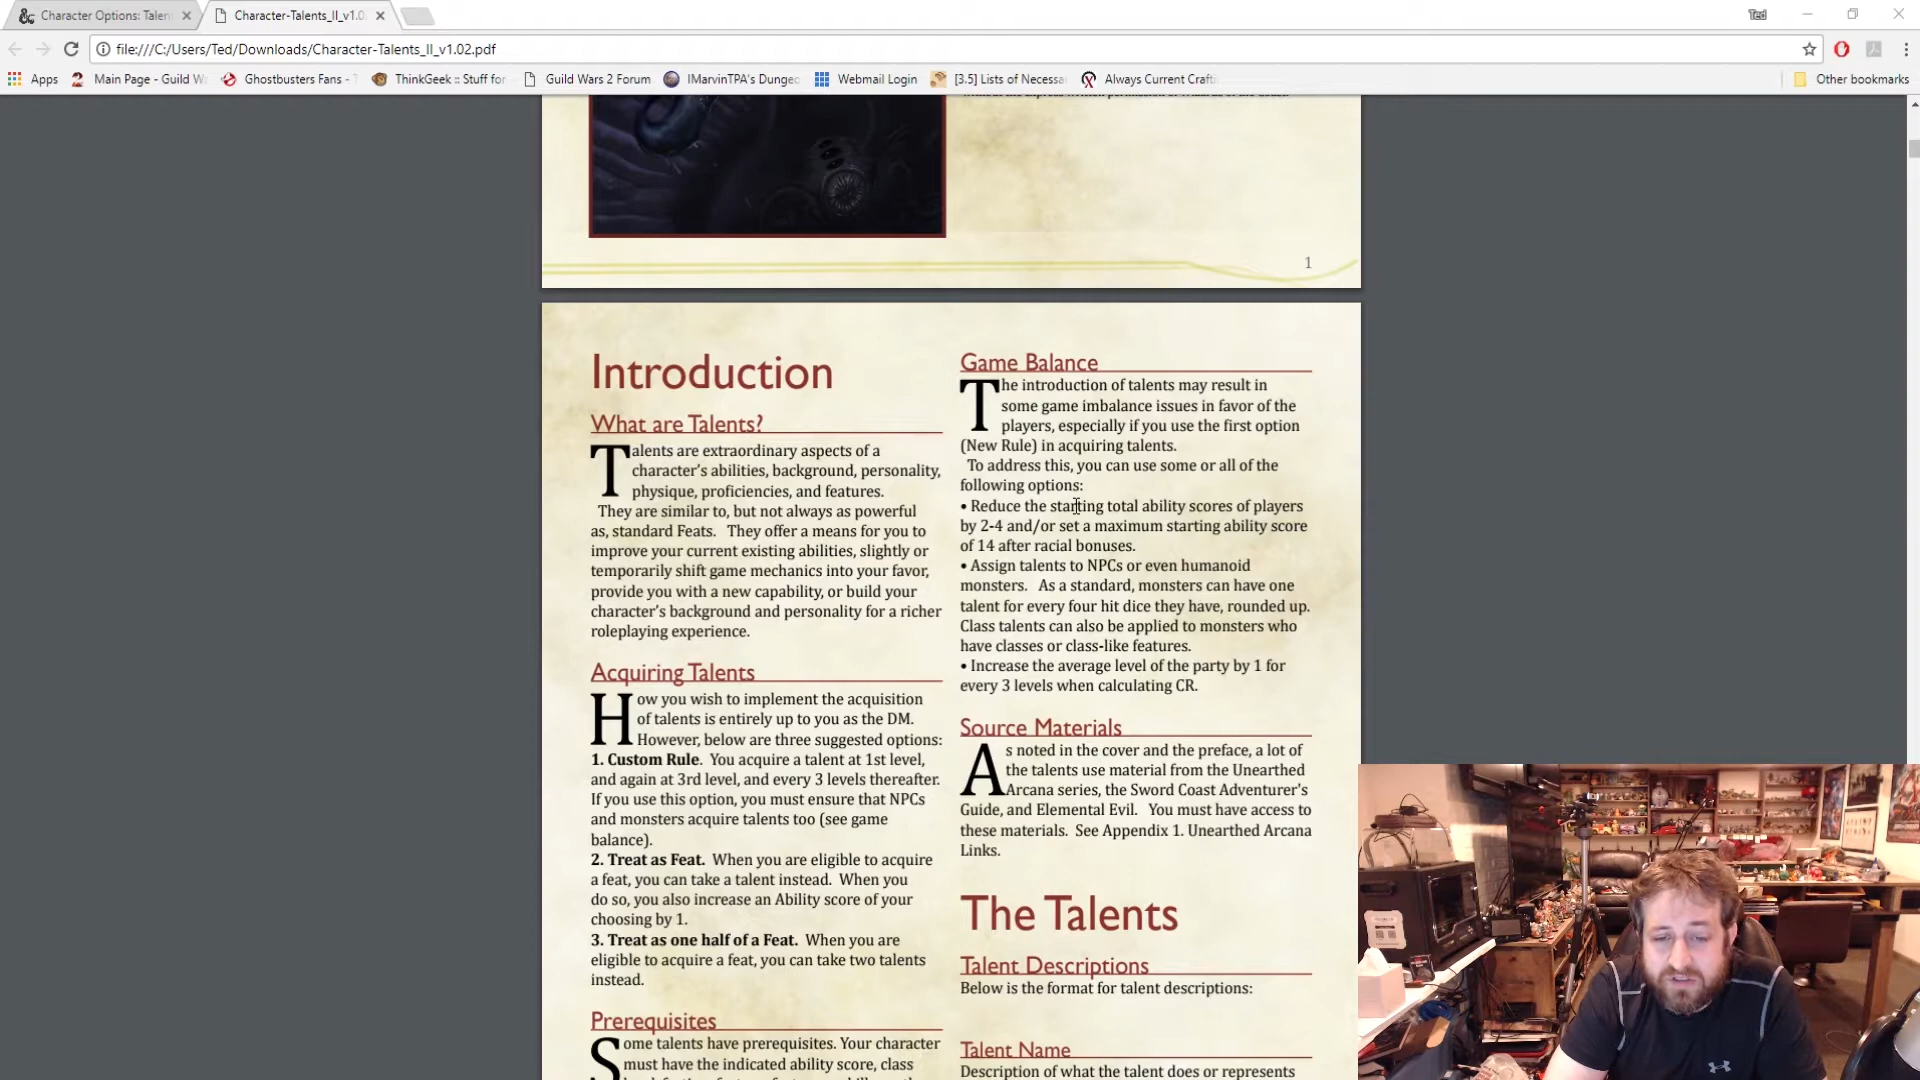 Character Options: Talen
Character-Talents_II_v1.0
Ted
file:///C:/Users/Ted/Downloads/Character-Talents_II_v1.02.pdf
Apps
Main Page - Guild W
Ghostbusters Fans - 
ThinkGeek :: Stuff for
Guild Wars 2 Forum
IMarvinTPA's Dunge
Webmail Login
[3.5] Lists of Necessa
Always Current Craft
Other bookmarks
1
Introduction
What are Talents?
Talents are extraordinary aspects of a
character's abilities, background, personality,
physique, proficiencies, and features.
They are similar to, but not always as powerful
as, standard Feats. They offer a means for you to
improve your current existing abilities, slightly or
temporarily shift game mechanics into your favor,
provide you with a new capability, or build your
character's background and personality for a richer
roleplaying experience.
Acquiring Talents
How you wish to implement the acquisition
of talents is entirely up to you as the DM.
However, below are three suggested options:
1. Custom Rule. You acquire a talent at 1st level,
and again at 3rd level, and every 3 levels thereafter.
If you use this option, you must ensure that NPCs
and monsters acquire talents too (see game
balance).
2. Treat as Feat. When you are eligible to acquire
a feat, you can take a talent instead. When you
do so, you also increase an Ability score of your
choosing by 1.
3. Treat as one half of a Feat. When you are
eligible to acquire a feat, you can take two talents
instead.
Prerequisites
Some talents have prerequisites. Your character
must have the indicated ability score, class
Game Balance
The introduction of talents may result in
some game imbalance issues in favor of the
players, especially if you use the first option
(New Rule) in acquiring talents.
To address this, you can use some or all of the
following options:
• Reduce the starting total ability scores of players
by 2-4 and/or set a maximum starting ability score
of 14 after racial bonuses.
• Assign talents to NPCs or even humanoid
monsters. As a standard, monsters can have one
talent for every four hit dice they have, rounded up.
Class talents can also be applied to monsters who
have classes or class-like features.
• Increase the average level of the party by 1 for
every 3 levels when calculating CR.
Source Materials
As noted in the cover and the preface, a lot of
the talents use material from the Unearthed
Arcana series, the Sword Coast Adventurer's
Guide, and Elemental Evil. You must have access to
these materials. See Appendix 1. Unearthed Arcana
Links.
The Talents
Talent Descriptions
Below is the format for talent descriptions:
Talent Name
Description of what the talent does or represents